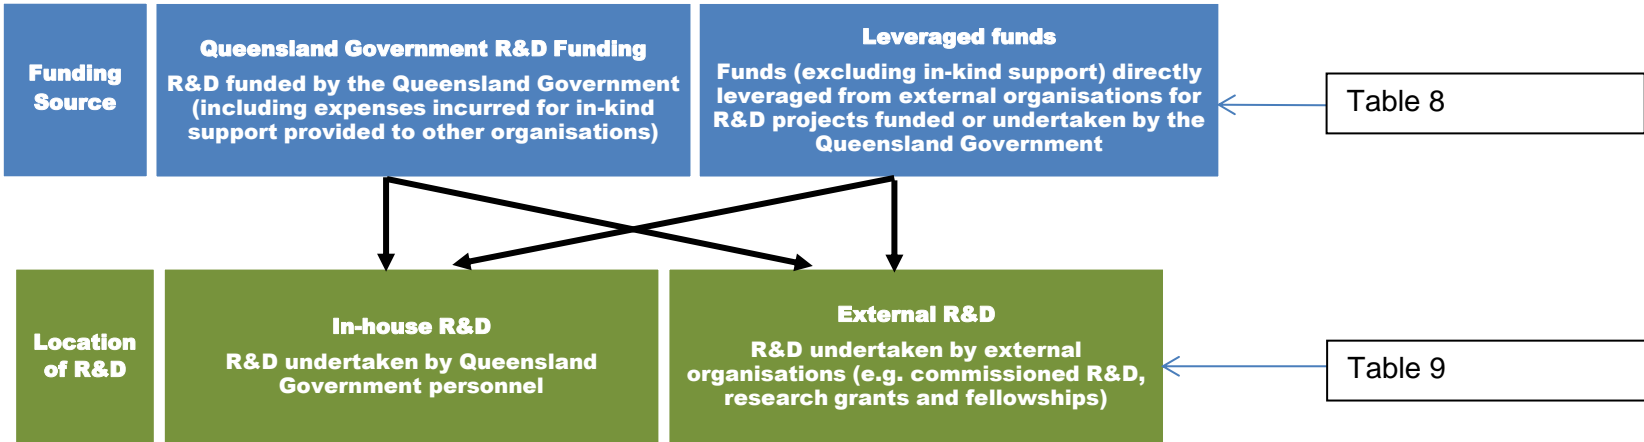 Funding
Source
Queensland Government R&D Funding
R&D funded by the Queensland Government
(including expenses incurred for in-kind
support provided to other organisations)
Leveraged funds
Funds (excluding in-kind support) directly
leveraged from external organisations for
R&D projects funded or undertaken by the
Queensland Government
Table 8
Location
of R&D
In-house R&D
R&D undertaken by Queensland
Government personnel
External R&D
R&D undertaken by external
organisations (e.g. commissioned R&D,
research grants and fellowships)
Table 9